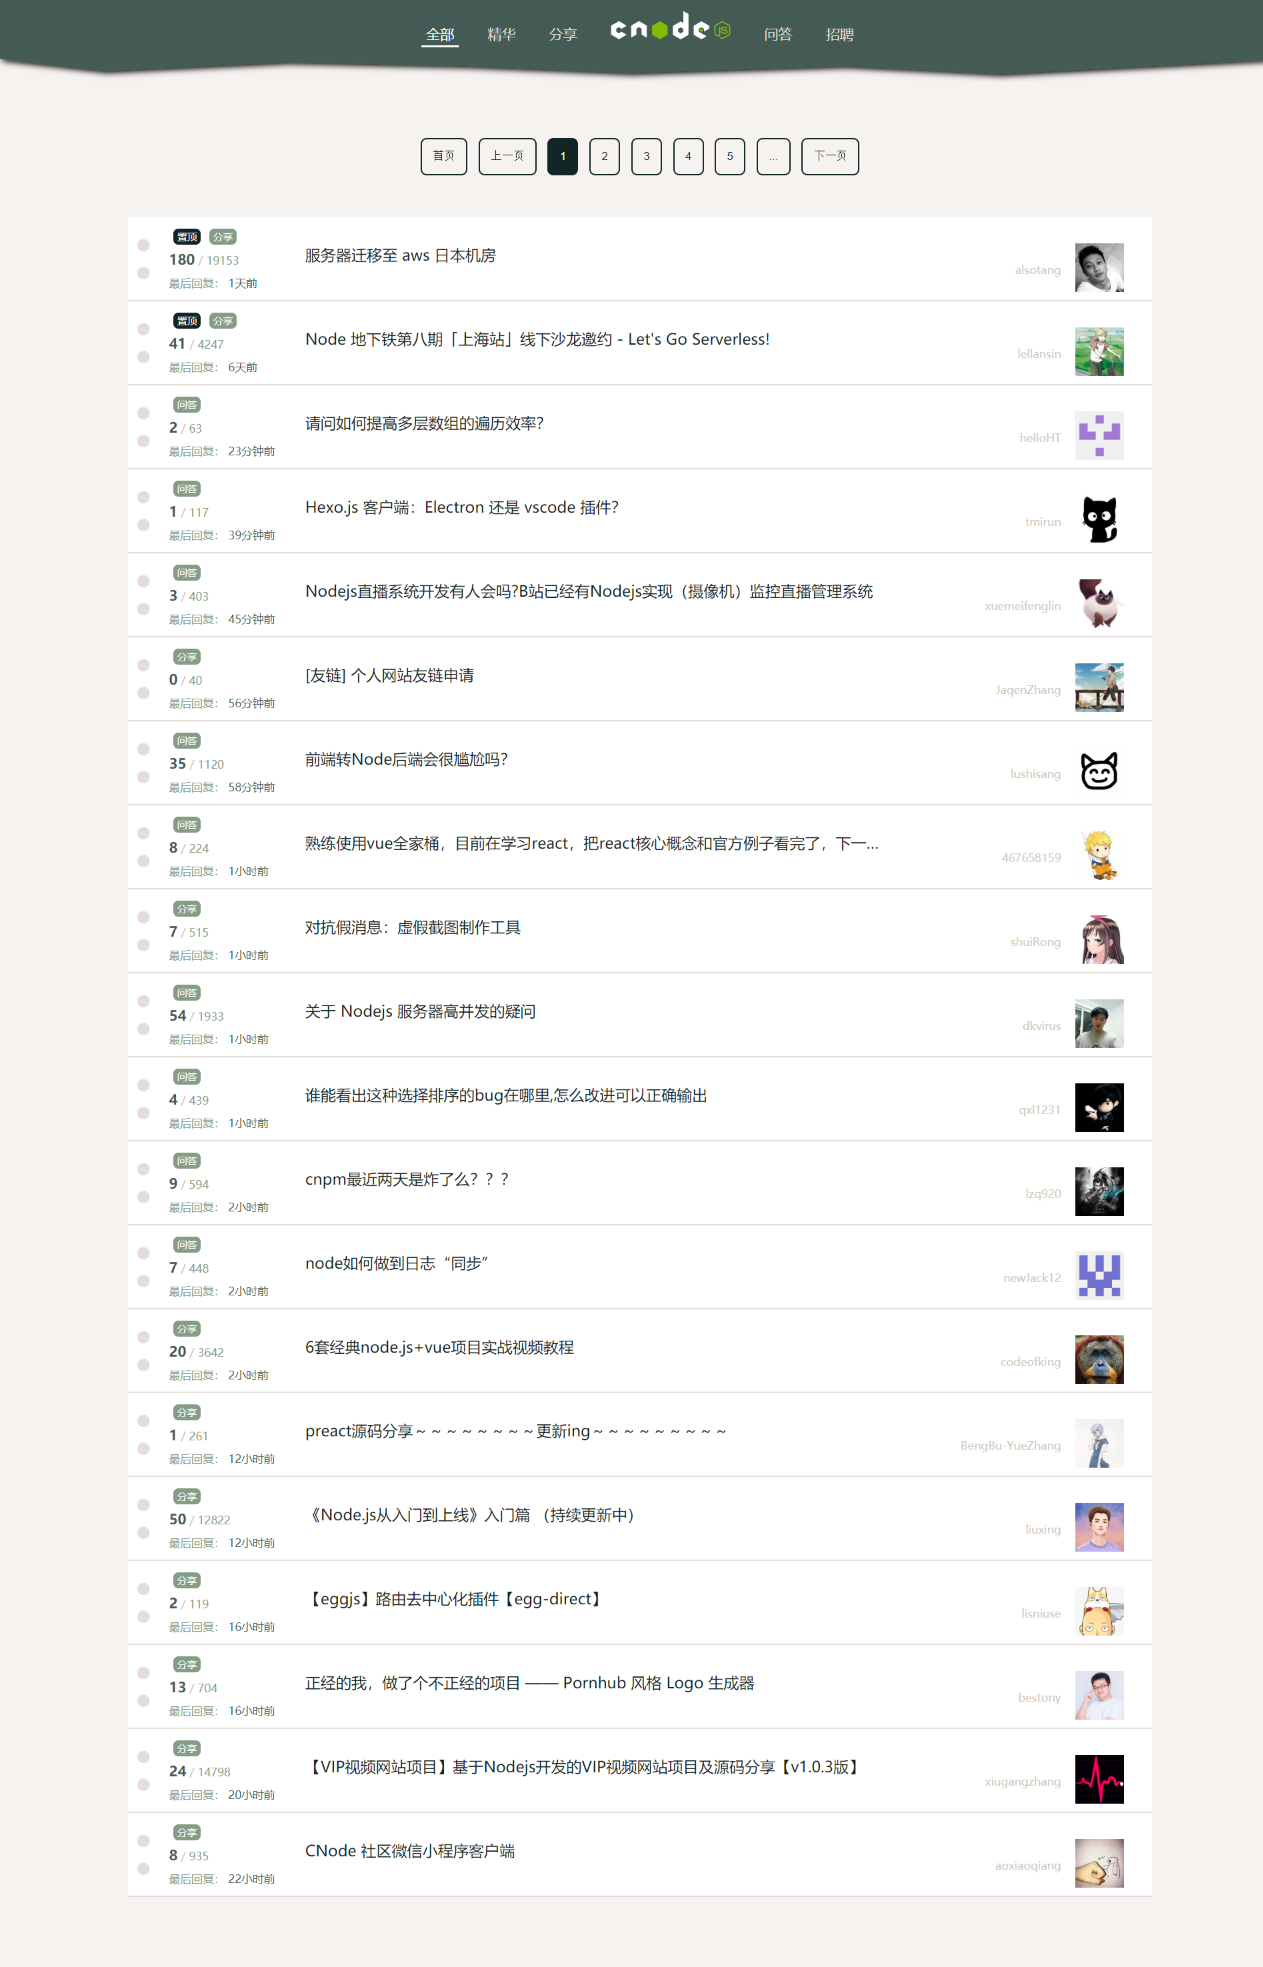 全部 精华 分享 cnode JS 问答 招聘
首页 上一页 1 2 3 4 5 ... 下一页
置顶 分享
180 / 19153
最后回复: 1天前
服务器迁移至 aws 日本机房
alsotang
置顶 分享
41 / 4247
最后回复: 6天前
Node 地下铁第八期「上海站」线下沙龙邀约 - Let's Go Serverless!
lellansin
问答
2 / 63
最后回复: 23分钟前
请问如何提高多层数组的遍历效率?
helloHT
问答
1 / 117
最后回复: 39分钟前
Hexo.js 客户端：Electron 还是 vscode 插件?
tmirun
问答
3 / 403
最后回复: 45分钟前
Nodejs直播系统开发有人会吗?B站已经有Nodejs实现（摄像机）监控直播管理系统
xuemeifenglin
分享
0 / 40
最后回复: 56分钟前
[友链] 个人网站友链申请
JaqenZhang
问答
35 / 1120
最后回复: 58分钟前
前端转Node后端会很尴尬吗?
lushisang
问答
8 / 224
最后回复: 1小时前
熟练使用vue全家桶，目前在学习react，把react核心概念和官方例子看完了，下一...
467658159
分享
7 / 515
最后回复: 1小时前
对抗假消息：虚假截图制作工具
shuiRong
问答
54 / 1933
最后回复: 1小时前
关于 Nodejs 服务器高并发的疑问
dkvirus
问答
4 / 439
最后回复: 1小时前
谁能看出这种选择排序的bug在哪里,怎么改进可以正确输出
qxl1231
问答
9 / 594
最后回复: 2小时前
cnpm最近两天是炸了么？？？
lzq920
问答
7 / 448
最后回复: 2小时前
node如何做到日志“同步”
newJack12
分享
20 / 3642
最后回复: 2小时前
6套经典node.js+vue项目实战视频教程
codeofking
分享
1 / 261
最后回复: 12小时前
preact源码分享～～～～～～～～更新ing～～～～～～～～～
BengBu-YueZhang
分享
50 / 12822
最后回复: 12小时前
《Node.js从入门到上线》入门篇 （持续更新中）
liuxing
分享
2 / 119
最后回复: 16小时前
【eggjs】路由去中心化插件【egg-direct】
lisniuse
分享
13 / 704
最后回复: 16小时前
正经的我，做了个不正经的项目 —— Pornhub 风格 Logo 生成器
bestony
分享
24 / 14798
最后回复: 20小时前
【VIP视频网站项目】基于Nodejs开发的VIP视频网站项目及源码分享【v1.0.3版】
xiugangzhang
分享
8 / 935
最后回复: 22小时前
CNode 社区微信小程序客户端
aoxiaoqiang